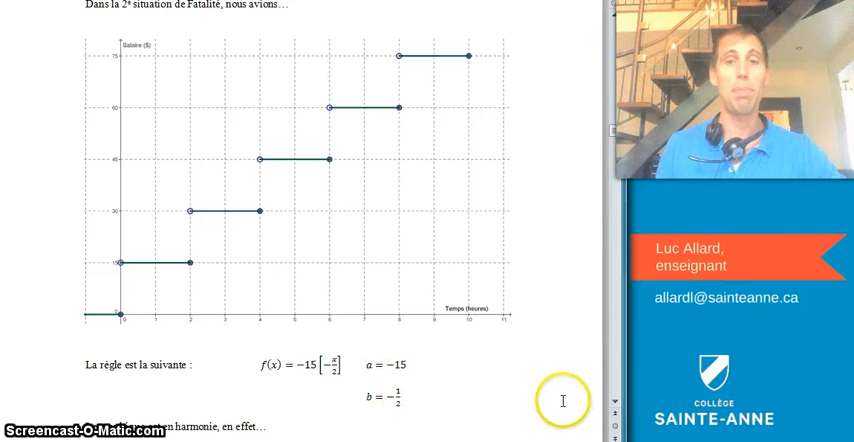 Dans la 2e situation de Fatalité, nous avions…
Salaire ($)
75
60
45
30
15
0
0 1 2 3 4 5 6 7 8 9 10 11
Temps (heures)
La règle est la suivante : f(x) = −15 [−x/2] a = −15
b = −1/2
en harmonie, en effet…
Screencast-O-Matic.com
Luc Allard,
enseignant
allardl@sainteanne.ca
COLLÈGE
SAINTE-ANNE